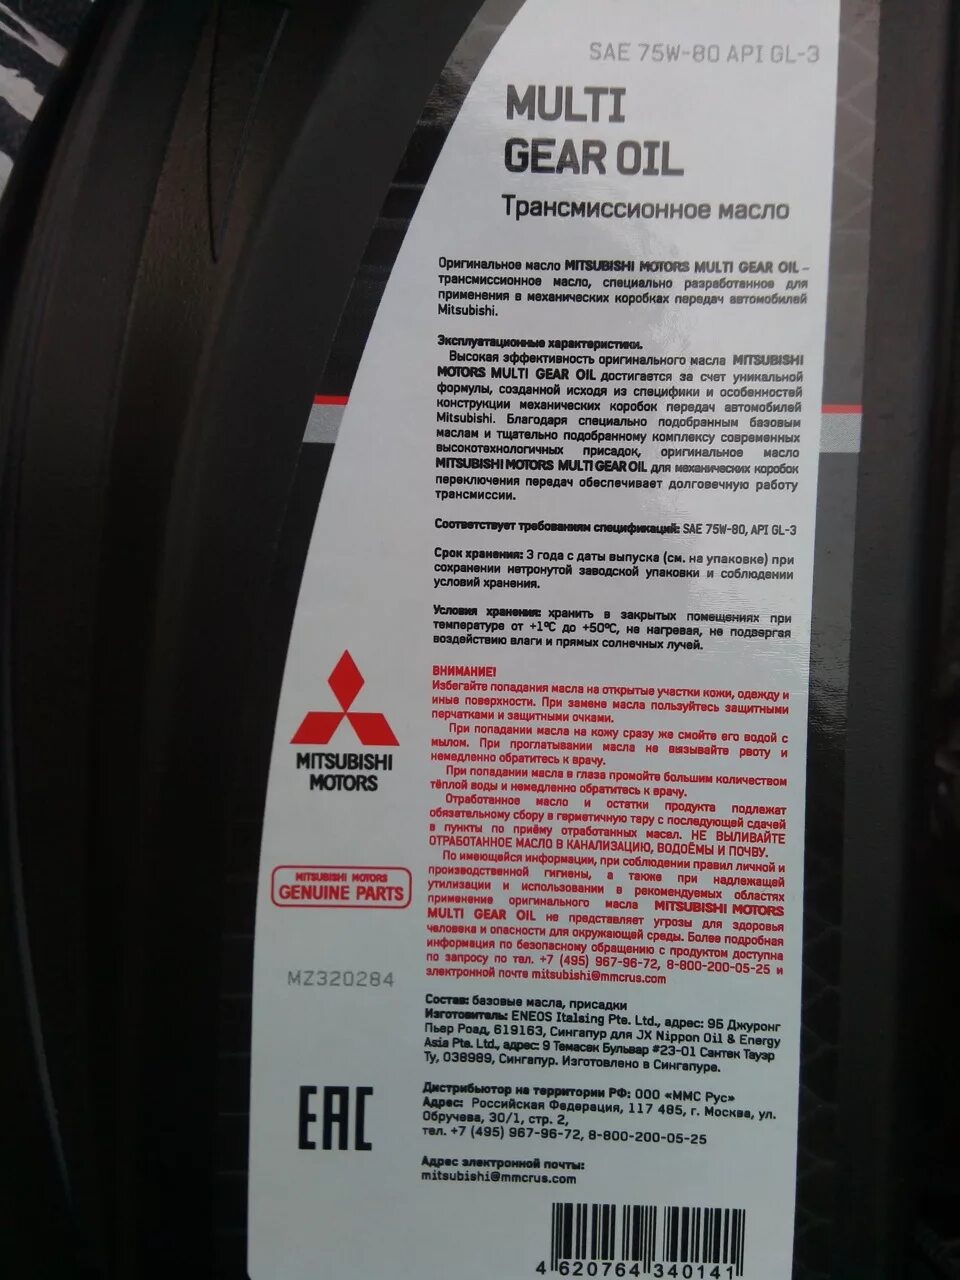 SAE 75W-80 API GL-3
MULTI
GEAR OIL
Трансмиссионное масло
Оригинальное масло MITSUBISHI MOTORS MULTI GEAR OIL –
трансмиссионное масло, специально разработанное для
применения в механических коробках передач автомобилей
Mitsubishi.
Эксплуатационные характеристики.
Высокая эффективность оригинального масла MITSUBISHI
MOTORS MULTI GEAR OIL достигается за счет уникальной
формулы, созданной исходя из специфики и особенностей
конструкции механических коробок передач автомобилей
Mitsubishi. Благодаря специально подобранным базовым
маслам и тщательно подобранному комплексу современных
высокотехнологичных присадок, оригинальное масло
MITSUBISHI MOTORS MULTI GEAR OIL для механических коробок
переключения передач обеспечивает долговечную работу
трансмиссии.
Соответствует требованиям спецификаций: SAE 75W-80, API GL-3
Срок хранения: 3 года с даты выпуска (см. на упаковке) при
сохранении нетронутой заводской упаковки и соблюдении
условий хранения.
Условия хранения: хранить в закрытых помещениях при
температуре от +1°C до +50°C, не нагревая, не подвергая
воздействию влаги и прямых солнечных лучей.
ВНИМАНИЕ!
Избегайте попадания масла на открытые участки кожи, одежду и
иные поверхности. При замене масла пользуйтесь защитными
перчатками и защитными очками.
При попадании масла на кожу сразу же смойте его водой с
мылом. При проглатывании масла не вызывайте рвоту и
немедленно обратитесь к врачу.
При попадании масла в глаза промойте большим количеством
тёплой воды и немедленно обратитесь к врачу.
Отработанное масло и остатки продукта подлежат
обязательному сбору в герметичную тару с последующей сдачей
в пункты по приёму отработанных масел. НЕ ВЫЛИВАЙТЕ
ОТРАБОТАННОЕ МАСЛО В КАНАЛИЗАЦИЮ, ВОДОЁМЫ И ПОЧВУ.
По имеющейся информации, при соблюдении правил личной и
производственной гигиены, а также при надлежащей
утилизации и использовании в рекомендуемых областях
применение оригинального масла MITSUBISHI MOTORS
MULTI GEAR OIL не представляет угрозы для здоровья
человека и опасности для окружающей среды. Более подробная
информация по безопасному обращению с продуктом доступна
по запросу по тел. +7 (495) 967-96-72, 8-800-200-05-25 и
электронной почте mitsubishi@mmcrus.com
MITSUBISHI
MOTORS
MITSUBISHI MOTORS
GENUINE PARTS
MZ320284
Состав: базовые масла, присадки
Изготовитель: ENEOS Italsing Pte. Ltd., адрес: 9Б Джуронг
Пьер Роад, 619163, Сингапур для JX Nippon Oil & Energy
Asia Pte. Ltd., адрес: 9 Темасек Бульвар #23-01 Сантек Тауэр
Ту, 038989, Сингапур. Изготовлено в Сингапуре.
Дистрибьютор на территории РФ: ООО «ММС Рус»
Адрес: Российская Федерация, 117 485, г. Москва, ул.
Обручева, 30/1, стр. 2,
тел. +7 (495) 967-96-72, 8-800-200-05-25
Адрес электронной почты:
mitsubishi@mmcrus.com
EAC
4 620764 340141